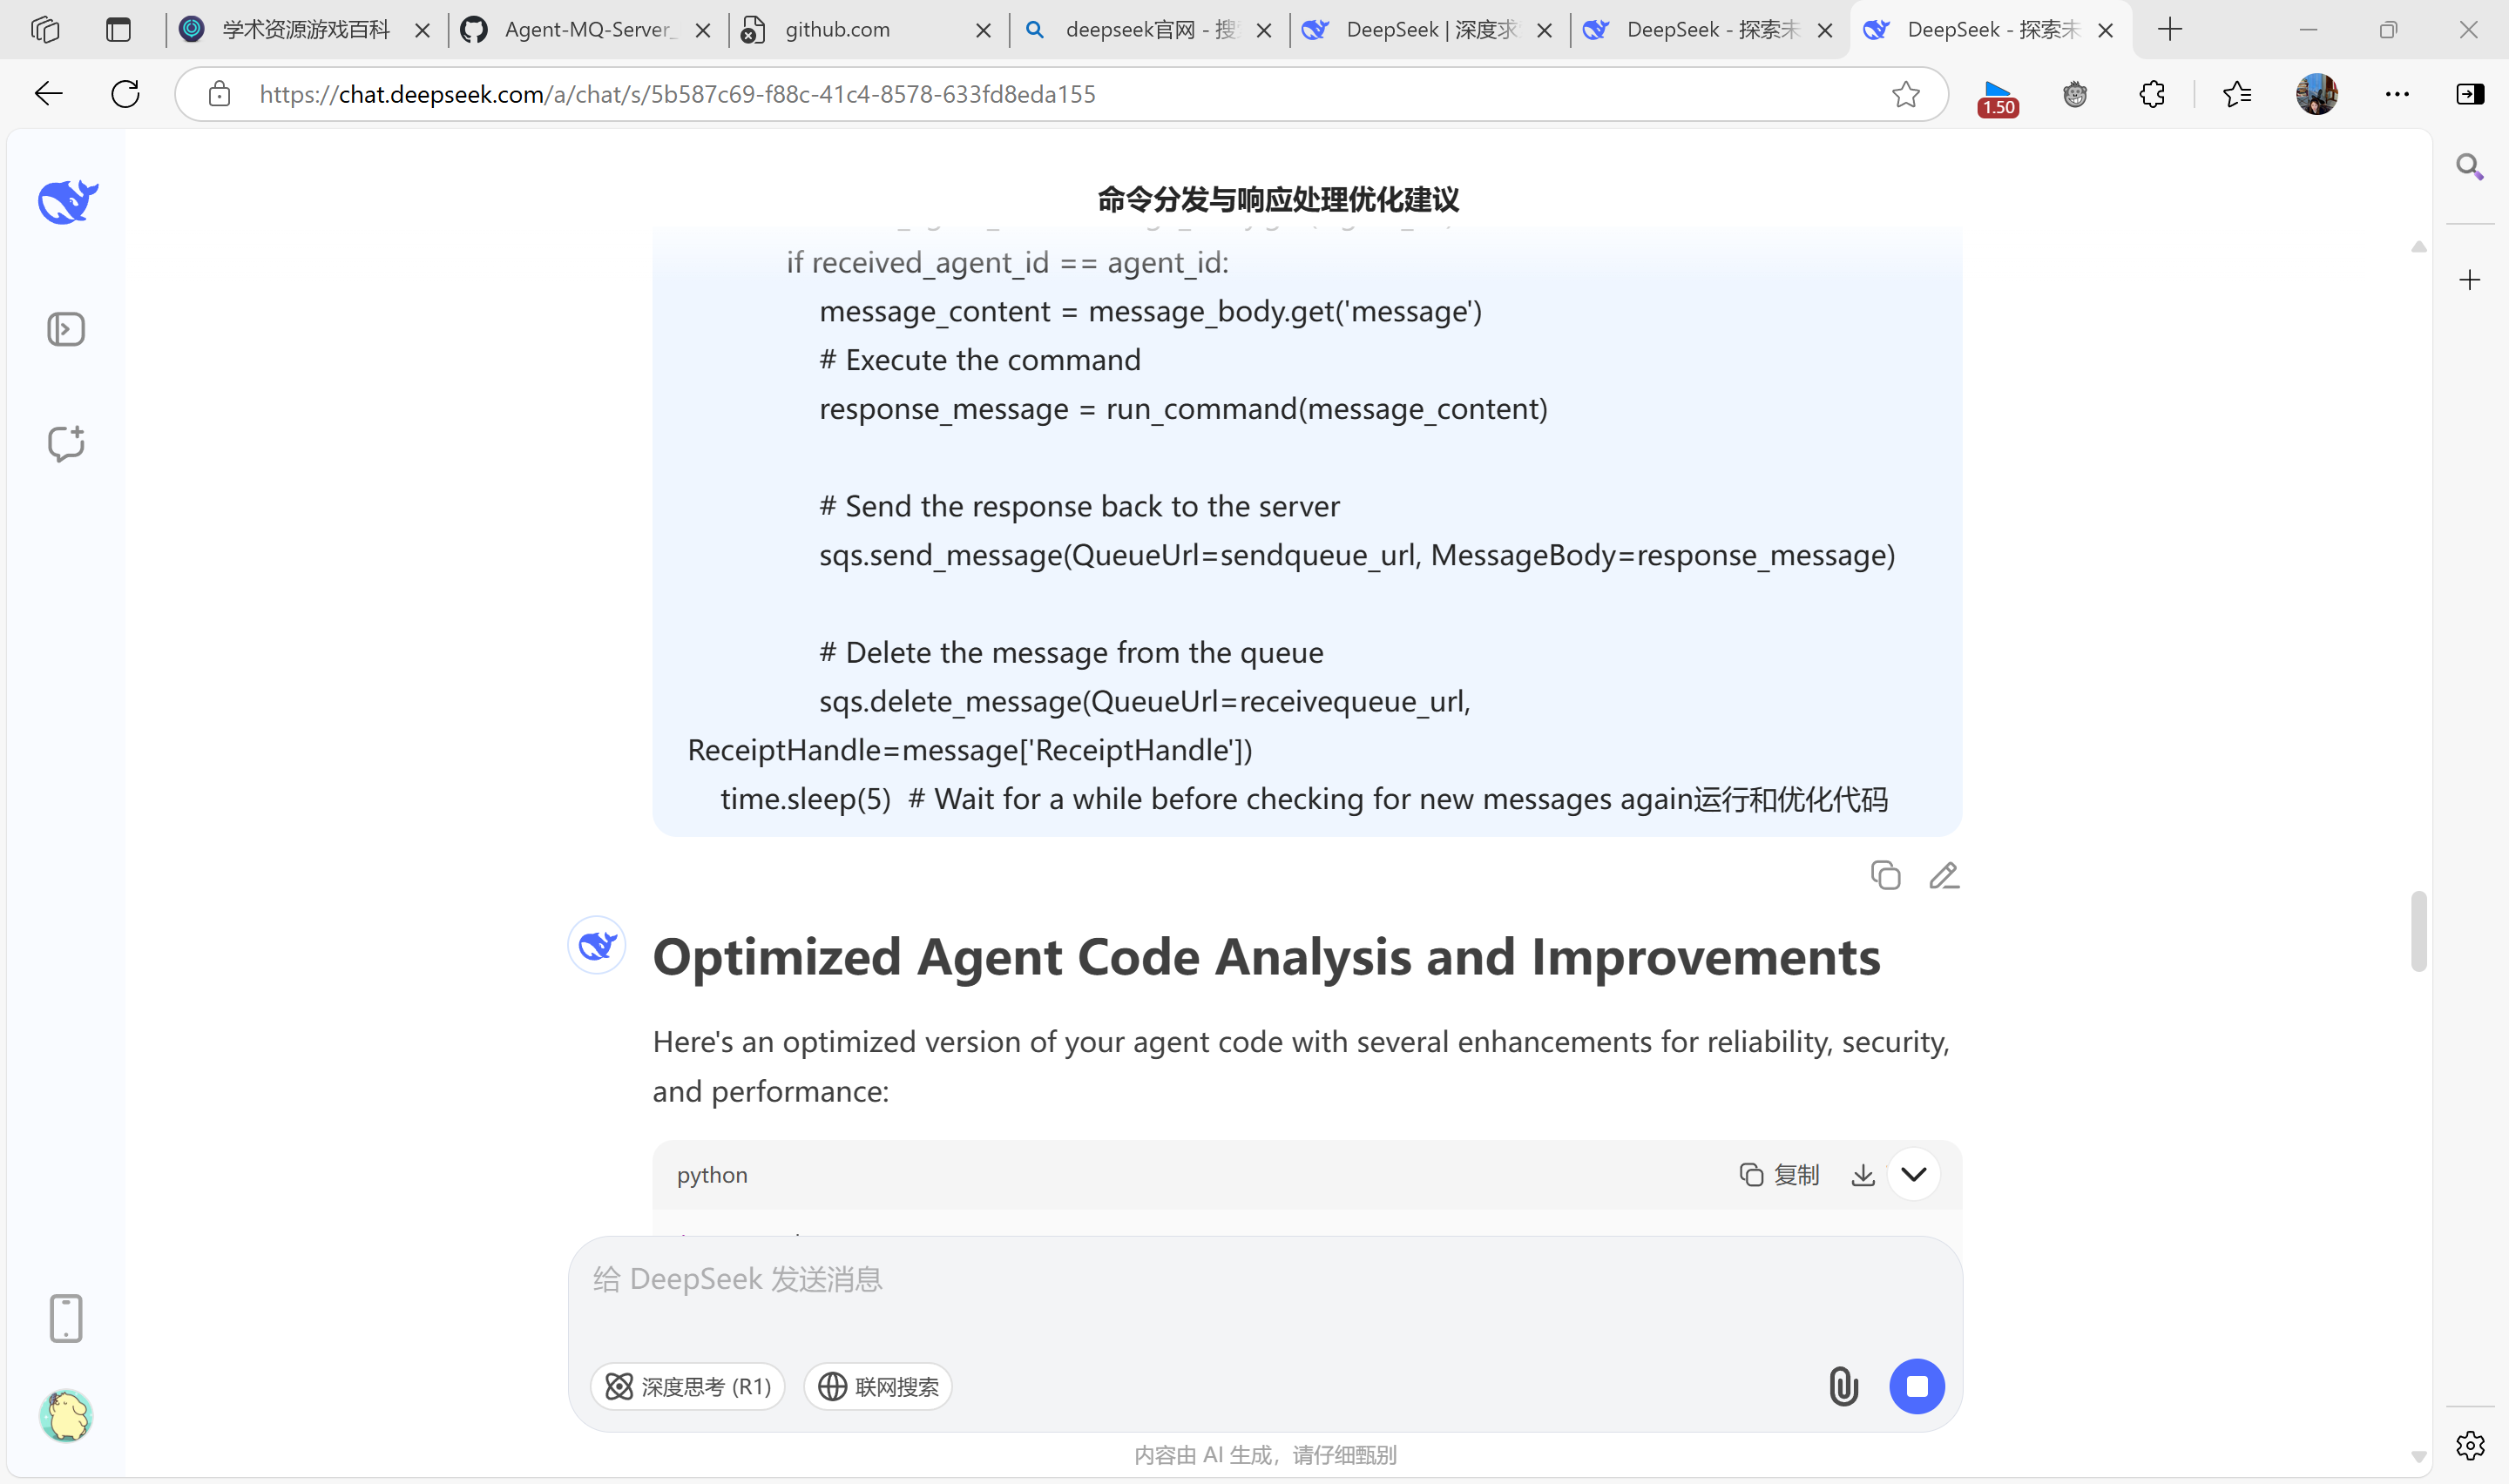 学术资源游戏百科
Agent-MQ-Server_
github.com
deepseek官网 - 搜
DeepSeek | 深度求
DeepSeek - 探索未
DeepSeek - 探索未
https://chat.deepseek.com/a/chat/s/5b587c69-f88c-41c4-8578-633fd8eda155
1.50
命令分发与响应处理优化建议
if received_agent_id == agent_id:
message_content = message_body.get('message')
# Execute the command
response_message = run_command(message_content)
# Send the response back to the server
sqs.send_message(QueueUrl=sendqueue_url, MessageBody=response_message)
# Delete the message from the queue
sqs.delete_message(QueueUrl=receivequeue_url,
ReceiptHandle=message['ReceiptHandle'])
time.sleep(5)  # Wait for a while before checking for new messages again运行和优化代码
Optimized Agent Code Analysis and Improvements
Here's an optimized version of your agent code with several enhancements for reliability, security,
and performance:
python
复制
给 DeepSeek 发送消息
深度思考 (R1)
联网搜索
内容由 AI 生成，请仔细甄别